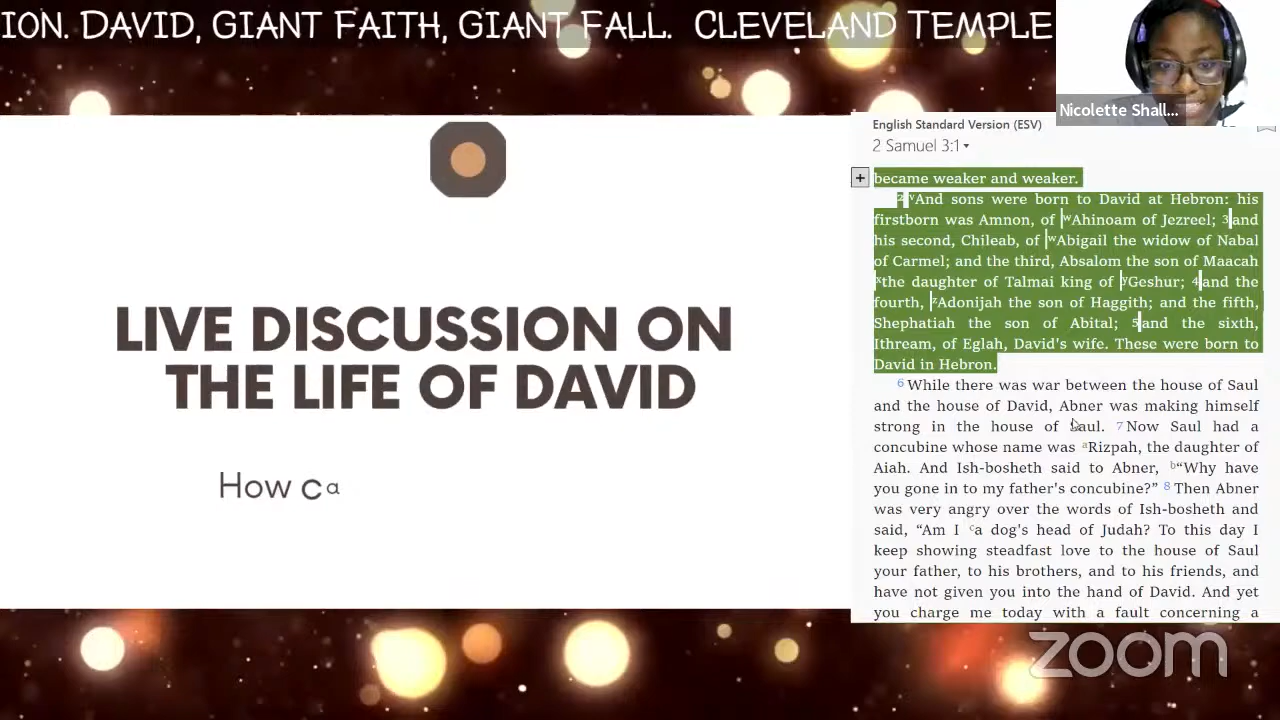 ION. DAVID, GIANT FAITH, GIANT FALL. CLEVELAND TEMPLE
Nicolette Shall...
LIVE DISCUSSION ON
THE LIFE OF DAVID
How ca
English Standard Version (ESV)
2 Samuel 3:1
became weaker and weaker.
2 vAnd sons were born to David at Hebron: his
firstborn was Amnon, of wAhinoam of Jezreel; 3 and
his second, Chileab, of wAbigail the widow of Nabal
of Carmel; and the third, Absalom the son of Maacah
xthe daughter of Talmai king of yGeshur; 4 and the
fourth, zAdonijah the son of Haggith; and the fifth,
Shephatiah the son of Abital; 5 and the sixth,
Ithream, of Eglah, David's wife. These were born to
David in Hebron.
6 While there was war between the house of Saul
and the house of David, Abner was making himself
strong in the house of Saul. 7 Now Saul had a
concubine whose name was aRizpah, the daughter of
Aiah. And Ish-bosheth said to Abner, b“Why have
you gone in to my father's concubine?” 8 Then Abner
was very angry over the words of Ish-bosheth and
said, “Am I ca dog's head of Judah? To this day I
keep showing steadfast love to the house of Saul
your father, to his brothers, and to his friends, and
have not given you into the hand of David. And yet
you charge me today with a fault concerning a
zoom